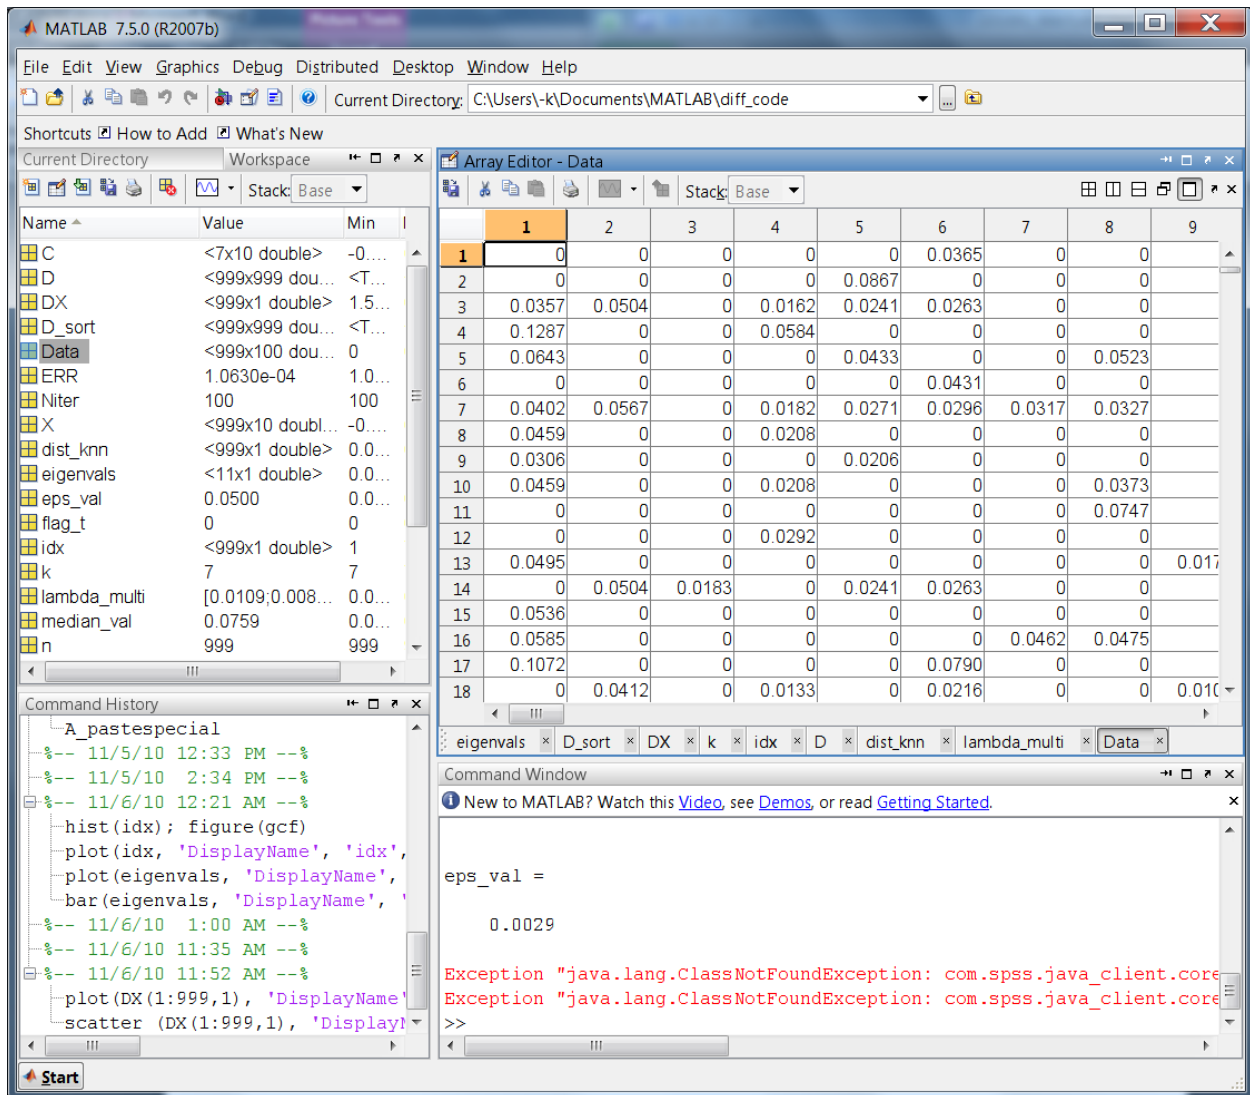 MATLAB 7.5.0 (R2007b)
File Edit View Graphics Debug Distributed Desktop Window Help
Current Directory: C:\Users\-k\Documents\MATLAB\diff_code
Shortcuts How to Add What's New
Current Directory Workspace
Stack: Base
Name Value Min
C <7x10 double> -0....
D <999x999 dou... <T...
DX <999x1 double> 1.5...
D_sort <999x999 dou... <T...
Data <999x100 dou... 0
ERR 1.0630e-04 1.0...
Niter 100 100
X <999x10 doubl... -0....
dist_knn <999x1 double> 0.0...
eigenvals <11x1 double> 0.0...
eps_val 0.0500 0.0...
flag_t 0 0
idx <999x1 double> 1
k 7 7
lambda_multi [0.0109;0.008... 0.0...
median_val 0.0759 0.0...
n 999 999
Array Editor - Data
Stack: Base
1 2 3 4 5 6 7 8 9
1 0 0 0 0 0 0.0365 0 0
2 0 0 0 0 0.0867 0 0 0
3 0.0357 0.0504 0 0.0162 0.0241 0.0263 0 0
4 0.1287 0 0 0.0584 0 0 0 0
5 0.0643 0 0 0 0.0433 0 0 0.0523
6 0 0 0 0 0 0.0431 0 0
7 0.0402 0.0567 0 0.0182 0.0271 0.0296 0.0317 0.0327
8 0.0459 0 0 0.0208 0 0 0 0
9 0.0306 0 0 0 0.0206 0 0 0
10 0.0459 0 0 0.0208 0 0 0 0.0373
11 0 0 0 0 0 0 0 0.0747
12 0 0 0 0.0292 0 0 0 0
13 0.0495 0 0 0 0 0 0 0 0.017
14 0 0.0504 0.0183 0 0.0241 0.0263 0 0
15 0.0536 0 0 0 0 0 0 0
16 0.0585 0 0 0 0 0 0.0462 0.0475
17 0.1072 0 0 0 0 0.0790 0 0
18 0 0.0412 0 0.0133 0 0.0216 0 0 0.010
eigenvals D_sort DX k idx D dist_knn lambda_multi Data
Command History
A_pastespecial
%-- 11/5/10 12:33 PM --%
%-- 11/5/10 2:34 PM --%
%-- 11/6/10 12:21 AM --%
hist(idx); figure(gcf)
plot(idx, 'DisplayName', 'idx',
plot(eigenvals, 'DisplayName',
bar(eigenvals, 'DisplayName', '
%-- 11/6/10 1:00 AM --%
%-- 11/6/10 11:35 AM --%
%-- 11/6/10 11:52 AM --%
plot(DX(1:999,1), 'DisplayName'
scatter (DX(1:999,1), 'DisplayN
Command Window
New to MATLAB? Watch this Video, see Demos, or read Getting Started.
eps_val =
0.0029
Exception "java.lang.ClassNotFoundException: com.spss.java_client.core
Exception "java.lang.ClassNotFoundException: com.spss.java_client.core
>>
Start